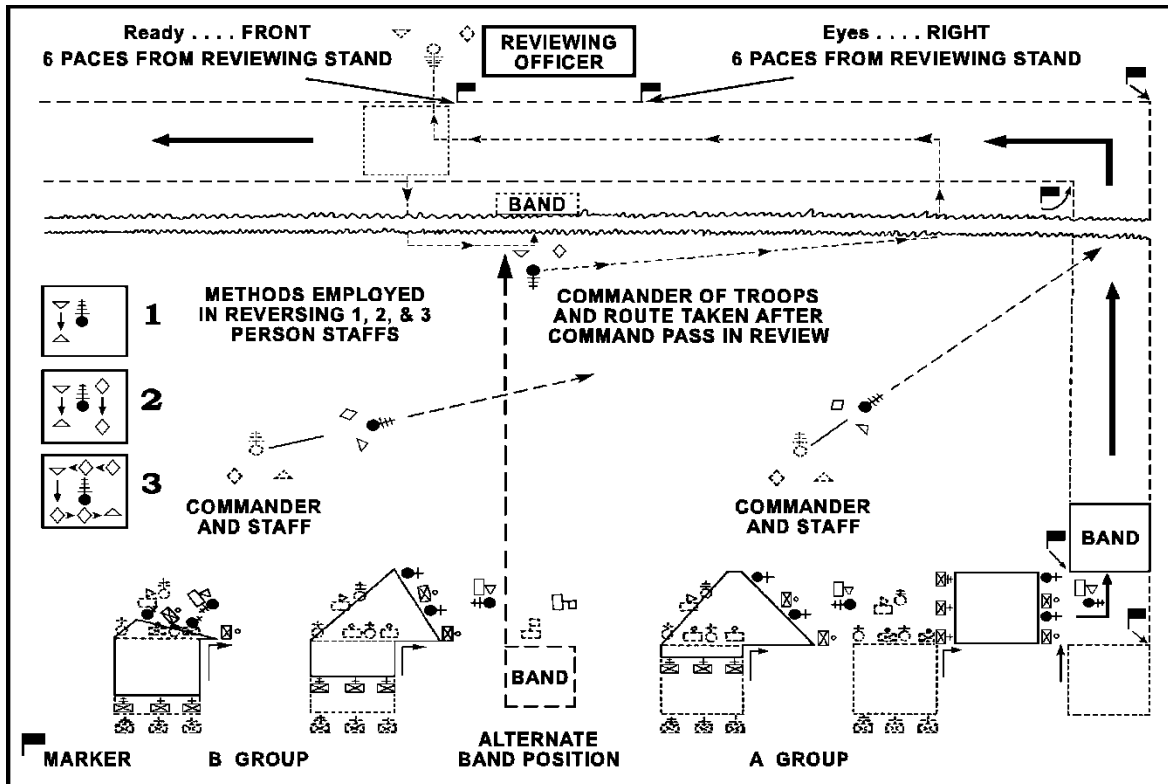 Ready . . . . FRONT
6 PACES FROM REVIEWING STAND
REVIEWING
OFFICER
Eyes . . . . RIGHT
6 PACES FROM REVIEWING STAND
BAND
METHODS EMPLOYED
IN REVERSING 1, 2, & 3
PERSON STAFFS
COMMANDER OF TROOPS
AND ROUTE TAKEN AFTER
COMMAND PASS IN REVIEW
1
2
3
COMMANDER
AND STAFF
COMMANDER
AND STAFF
BAND
BAND
MARKER
B GROUP
ALTERNATE
BAND POSITION
A GROUP